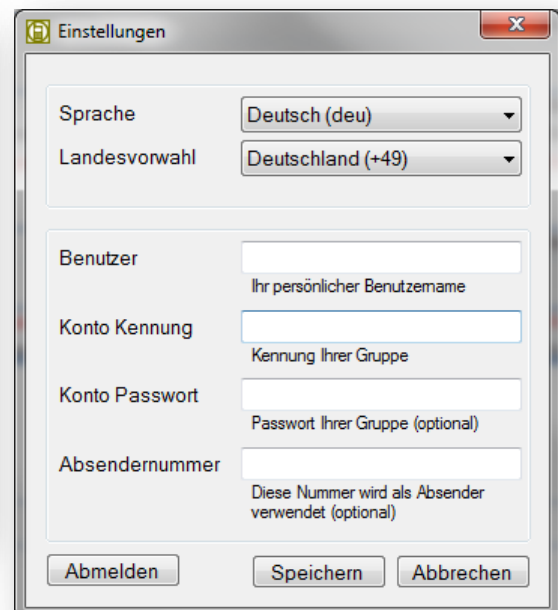 Einstellungen
Sprache
Deutsch (deu)
Landesvorwahl
Deutschland (+49)
Benutzer
Ihr persönlicher Benutzername
Konto Kennung
Kennung Ihrer Gruppe
Konto Passwort
Passwort Ihrer Gruppe (optional)
Absendernummer
Diese Nummer wird als Absender
verwendet (optional)
Abmelden
Speichern
Abbrechen